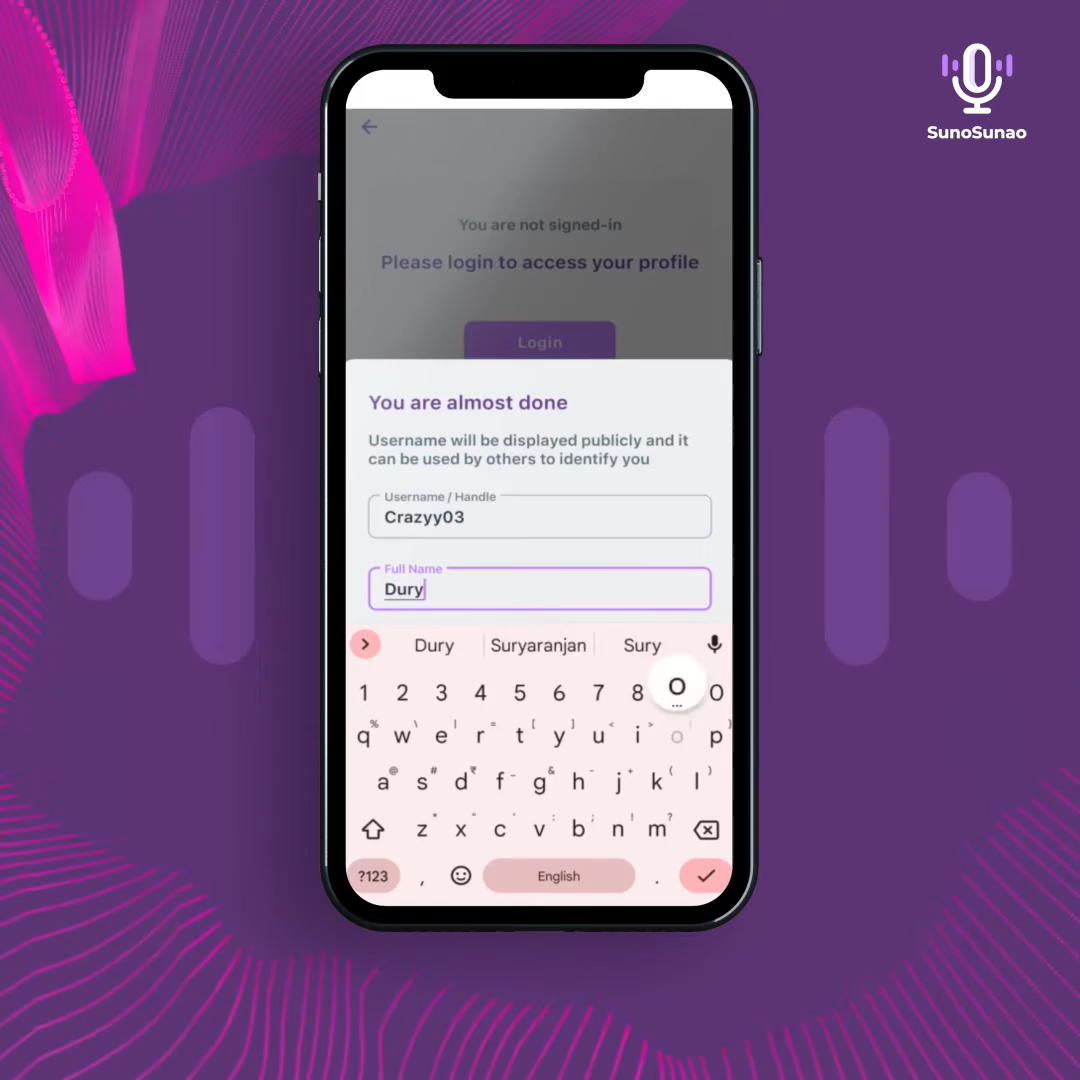 SunoSunao
You are not signed-in
Please login to access your profile
Login
You are almost done
Username will be displayed publicly and it
can be used by others to identify you
Username / Handle
Crazyy03
Full Name
Dury
Dury Suryaranjan Sury
1 2 3 4 5 6 7 8 o 0
% \ | = [ ] < > ! }
q w e r t y u i o p
@ # ₹ - & - + ( )
a s d f g h j k l
* " ' : ; ! ?
z x c v b n m
?123 , English .